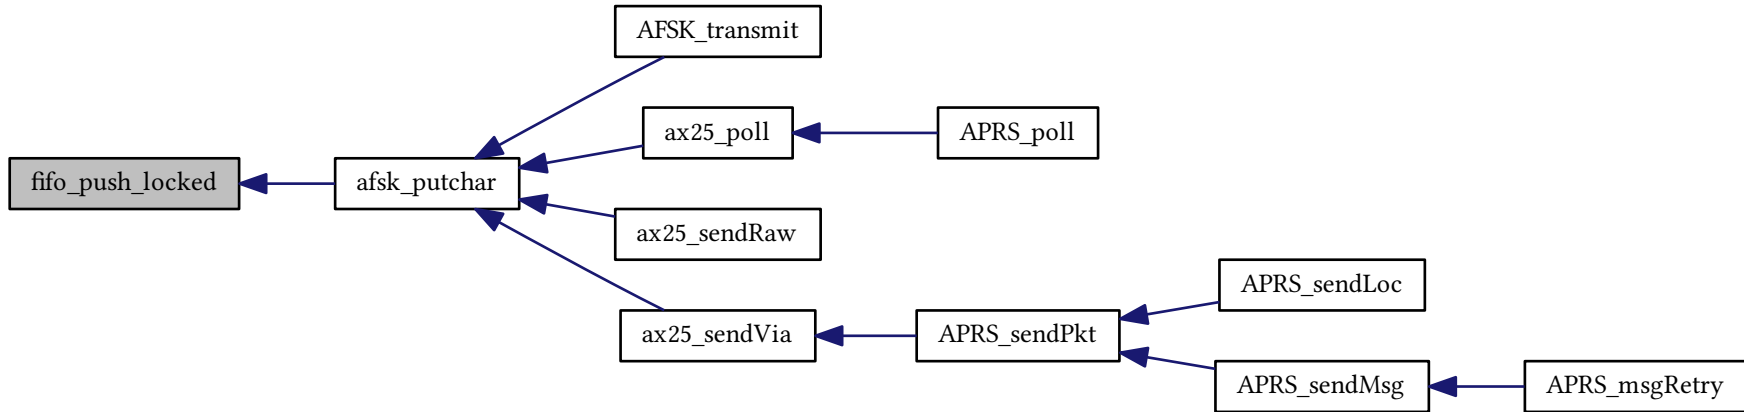 AFSK_transmit
ax25_poll
APRS_poll
fifo_push_locked
afsk_putchar
ax25_sendRaw
APRS_sendLoc
ax25_sendVia
APRS_sendPkt
APRS_sendMsg
APRS_msgRetry